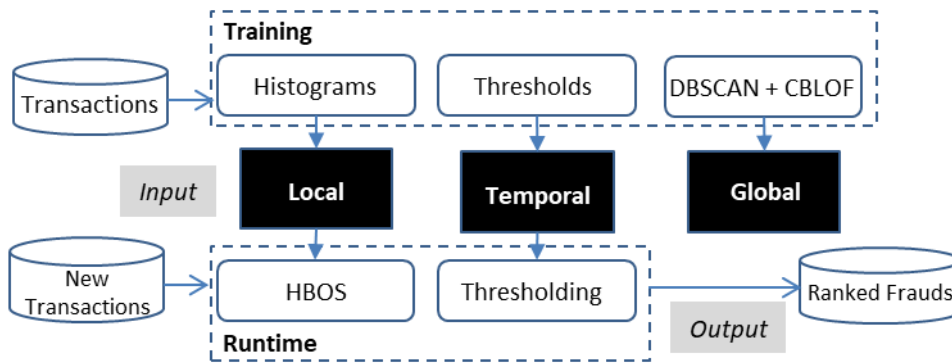 Training
Transactions
Histograms
Thresholds
DBSCAN + CBLOF
Input
Local
Temporal
Global
New
Transactions
HBOS
Thresholding
Ranked Frauds
Runtime
Output